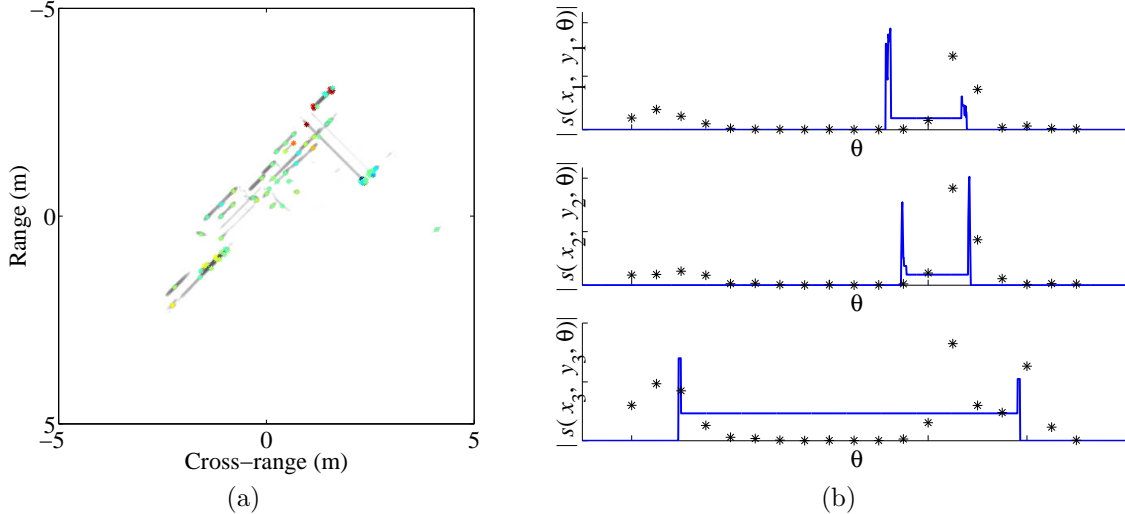 −5
0
5
−5
0
5
Range (m)
Cross−range (m)
(a)
|s(x1, y1, θ)|
θ
|s(x2, y2, θ)|
θ
|s(x3, y3, θ)|
θ
(b)